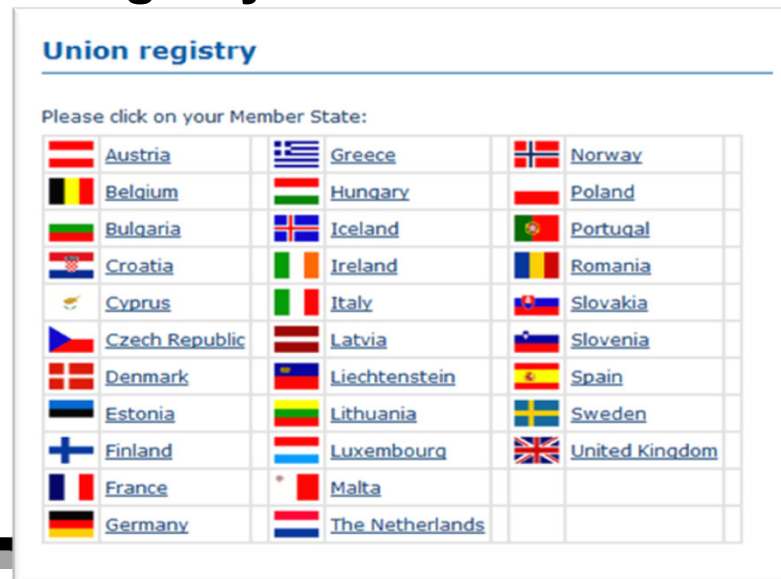 Union registry
Please click on your Member State:
Austria Greece Norway
Belgium Hungary Poland
Bulgaria Iceland Portugal
Croatia Ireland Romania
Cyprus Italy Slovakia
Czech Republic Latvia Slovenia
Denmark Liechtenstein Spain
Estonia Lithuania Sweden
Finland Luxembourg United Kingdom
France Malta
Germany The Netherlands